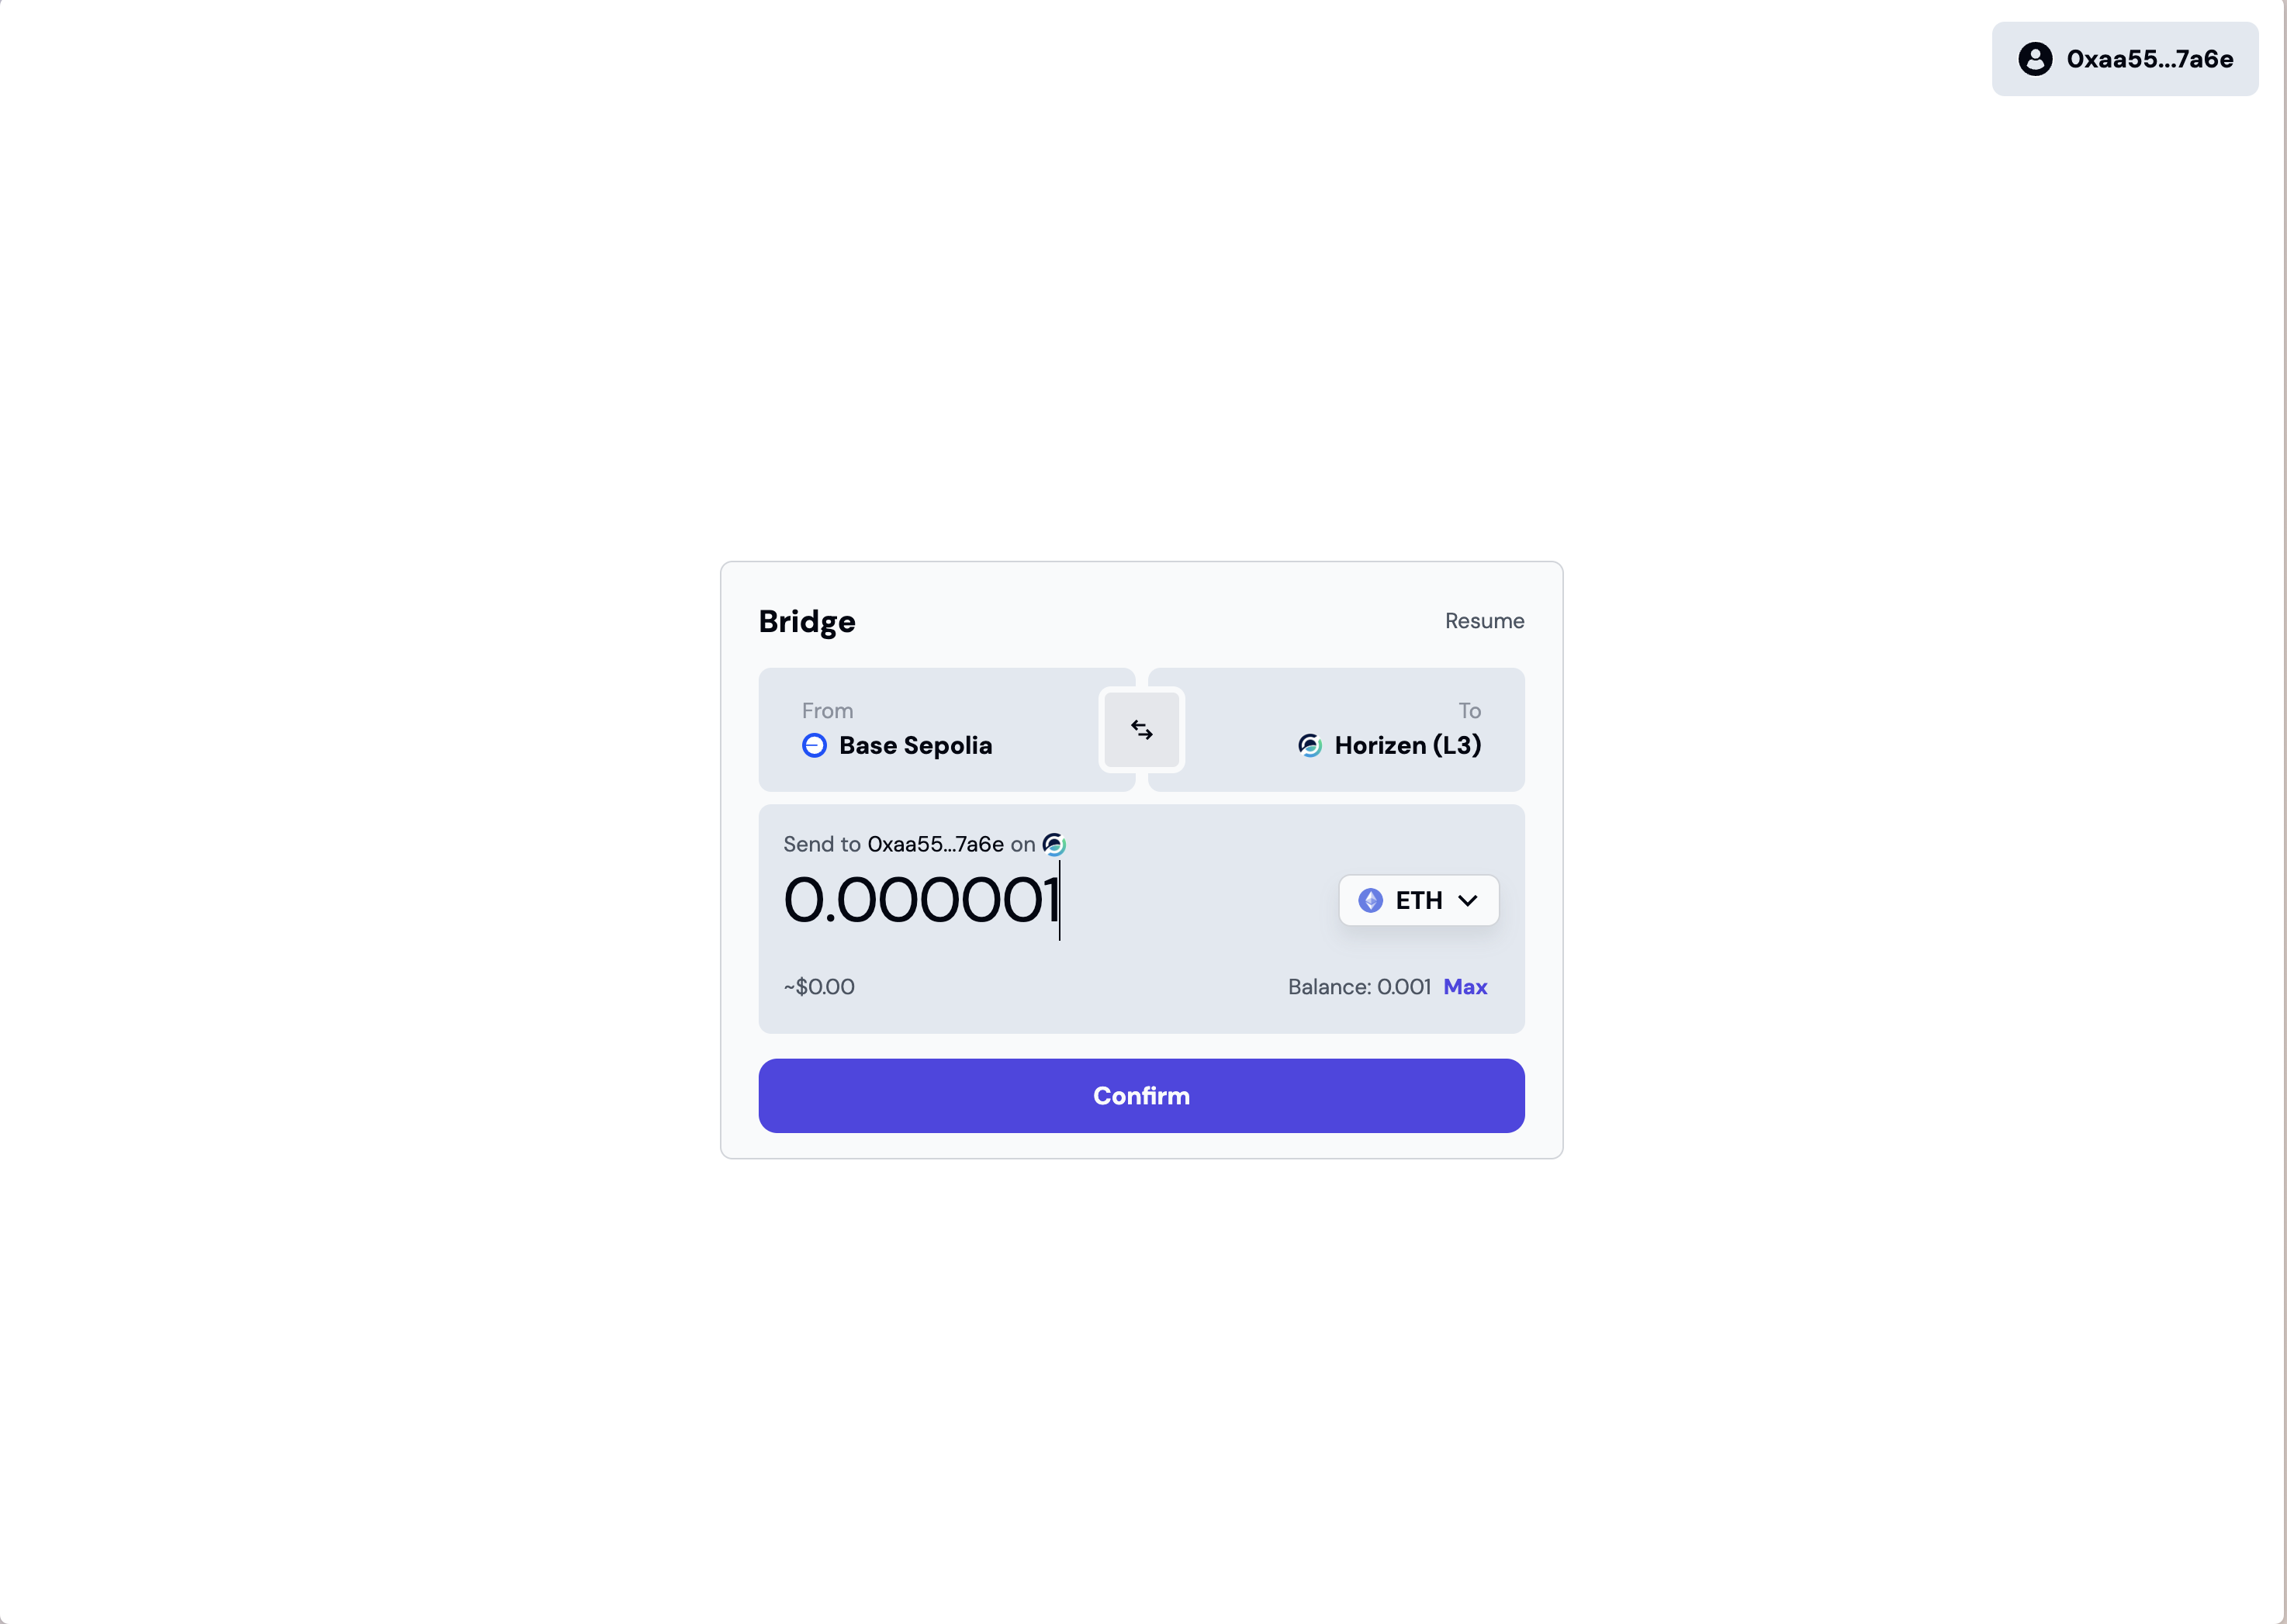 0xaa55...7a6e
Bridge
Resume
From
Base Sepolia
To
Horizen (L3)
Send to 0xaa55...7a6e on
0.000001
ETH
~$0.00
Balance: 0.001 Max
Confirm